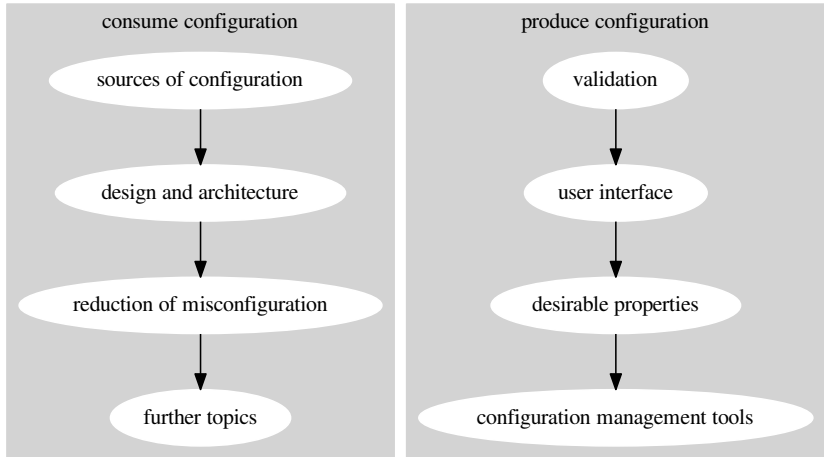 consume configuration
sources of configuration
design and architecture
reduction of misconfiguration
further topics
produce configuration
validation
user interface
desirable properties
configuration management tools